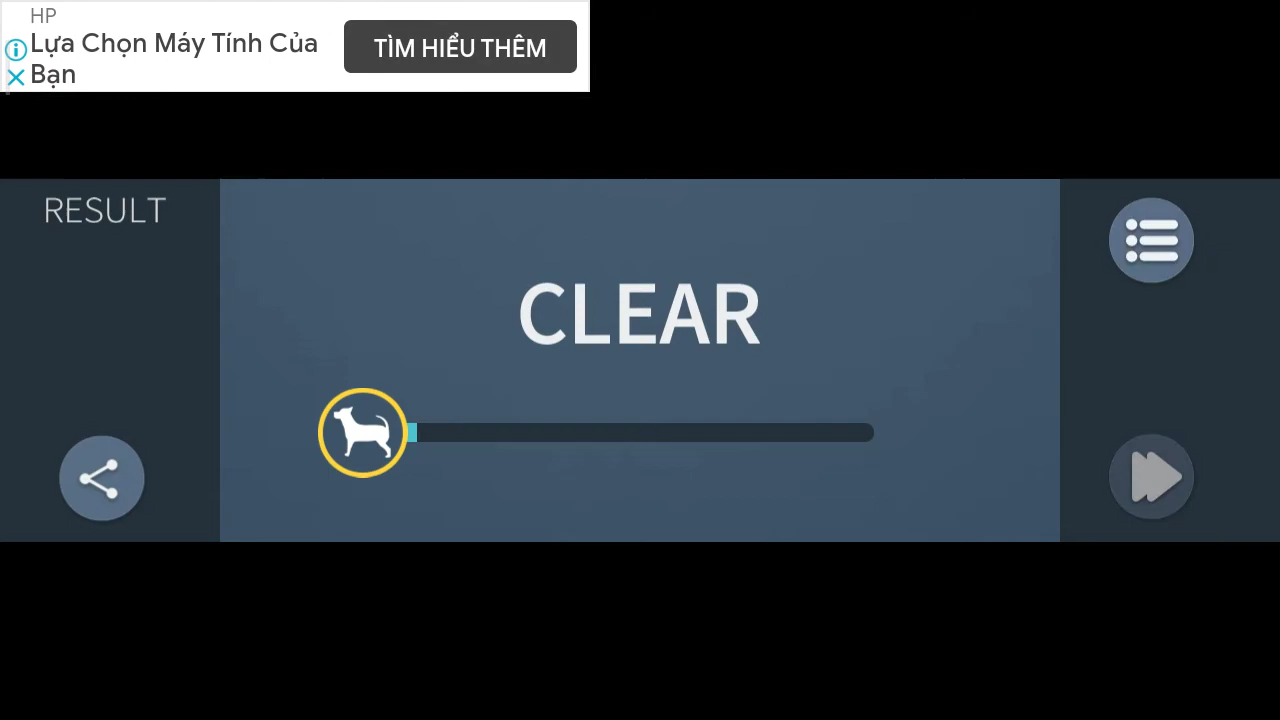 HP
Lựa Chọn Máy Tính Của
Bạn
TÌM HIỂU THÊM
RESULT
CLEAR